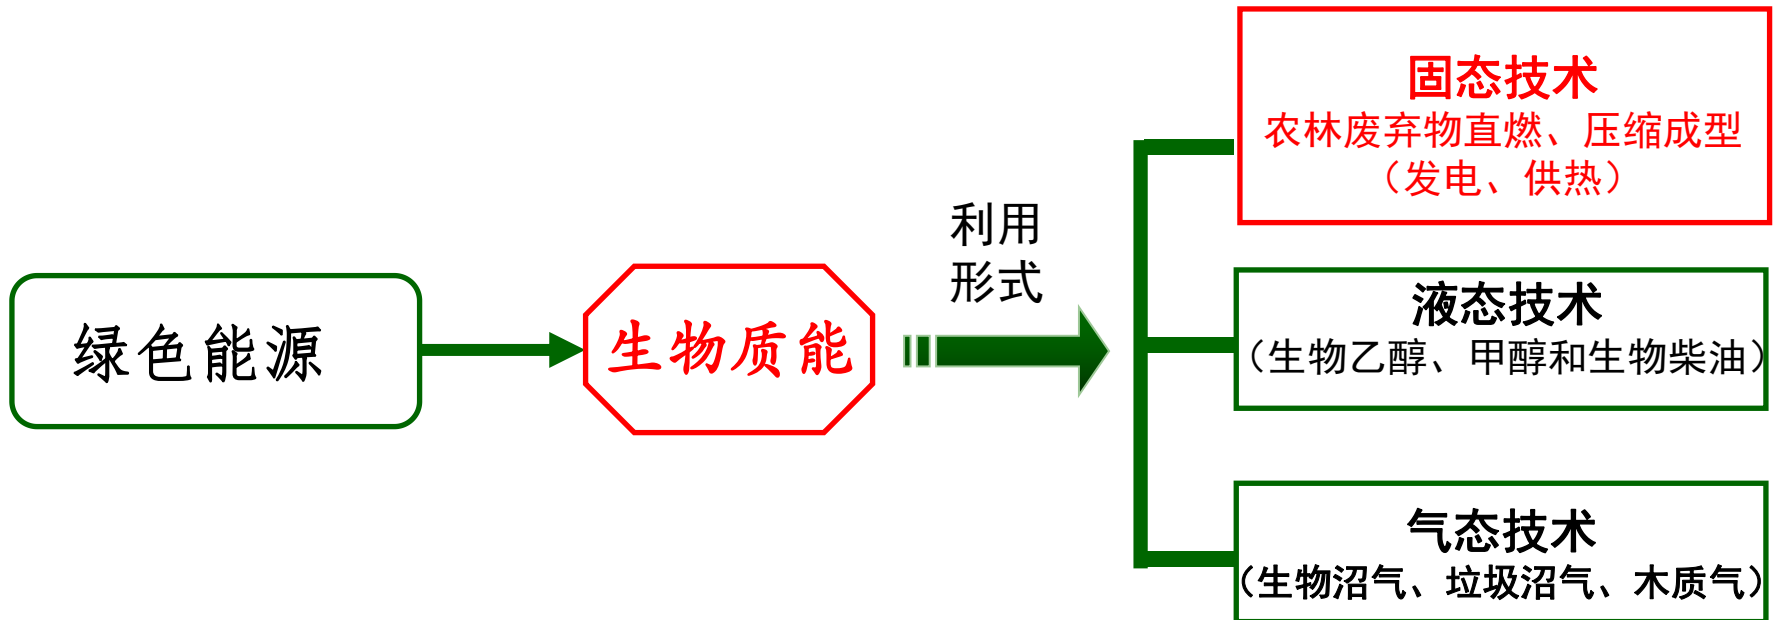 绿色能源
生物质能
利用
形式
固态技术
农林废弃物直燃、压缩成型
（发电、供热）
液态技术
（生物乙醇、甲醇和生物柴油）
气态技术
（生物沼气、垃圾沼气、木质气）